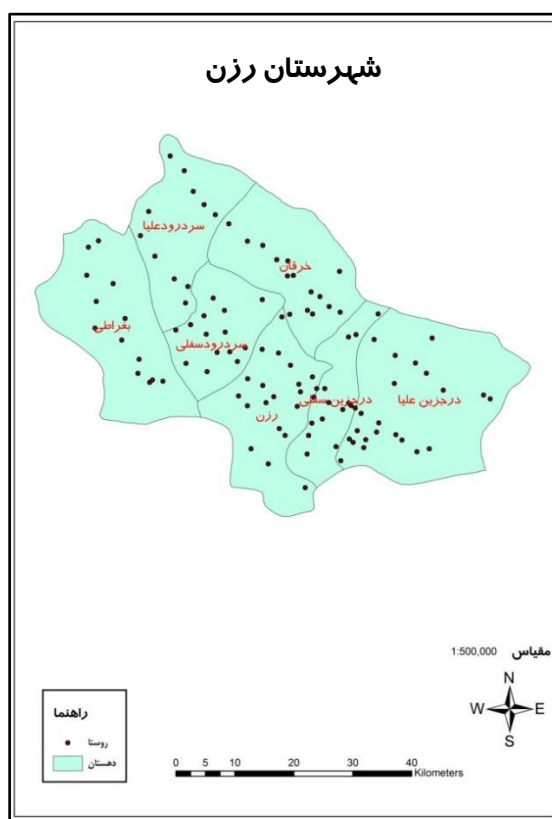 شهرستان رزن
سردرودعلیا
خرقان
بغراطی
سردرودسفلی
رزن
درجزین سفلی
درجزین علیا
مقیاس 1:500,000
N
W E
S
راهنما
روستا
دهستان
0 5 10 20 30 40
Kilometers